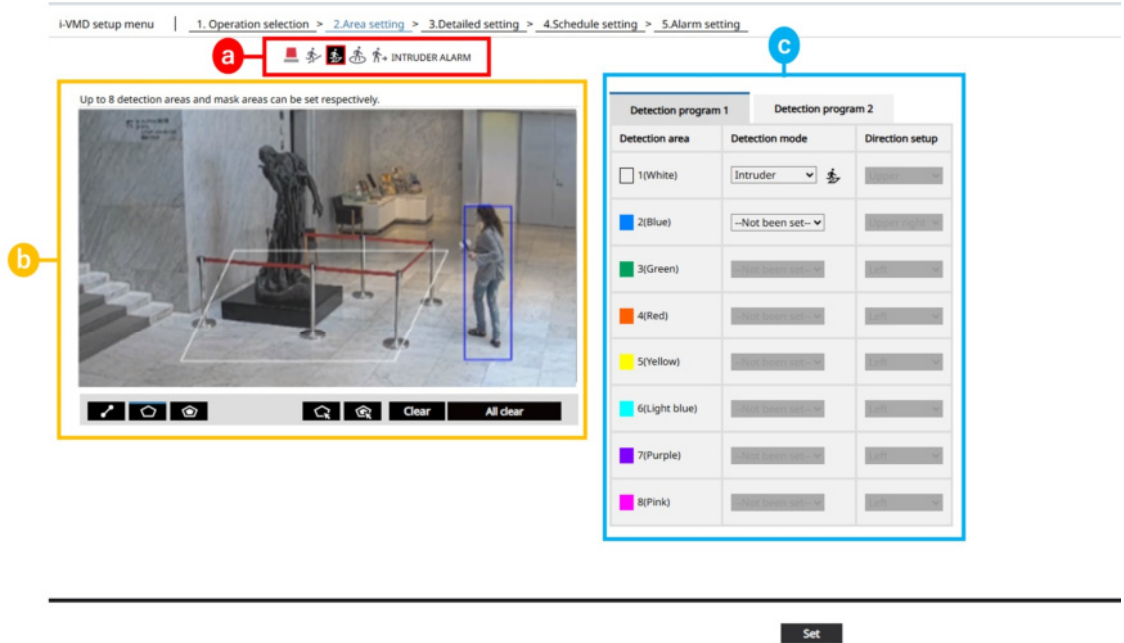 i-VMD setup menu | 1. Operation selection > 2.Area setting > 3.Detailed setting > 4.Schedule setting > 5.Alarm setting
a
INTRUDER ALARM
c
b
Up to 8 detection areas and mask areas can be set respectively.
Clear
All clear
Detection program 1
Detection program 2
Detection area
Detection mode
Direction setup
1(White)
Intruder
Upper
2(Blue)
--Not been set--
Upper right
3(Green)
--Not been set--
Left
4(Red)
--Not been set--
Left
5(Yellow)
--Not been set--
Left
6(Light blue)
--Not been set--
Left
7(Purple)
--Not been set--
Left
8(Pink)
--Not been set--
Left
Set